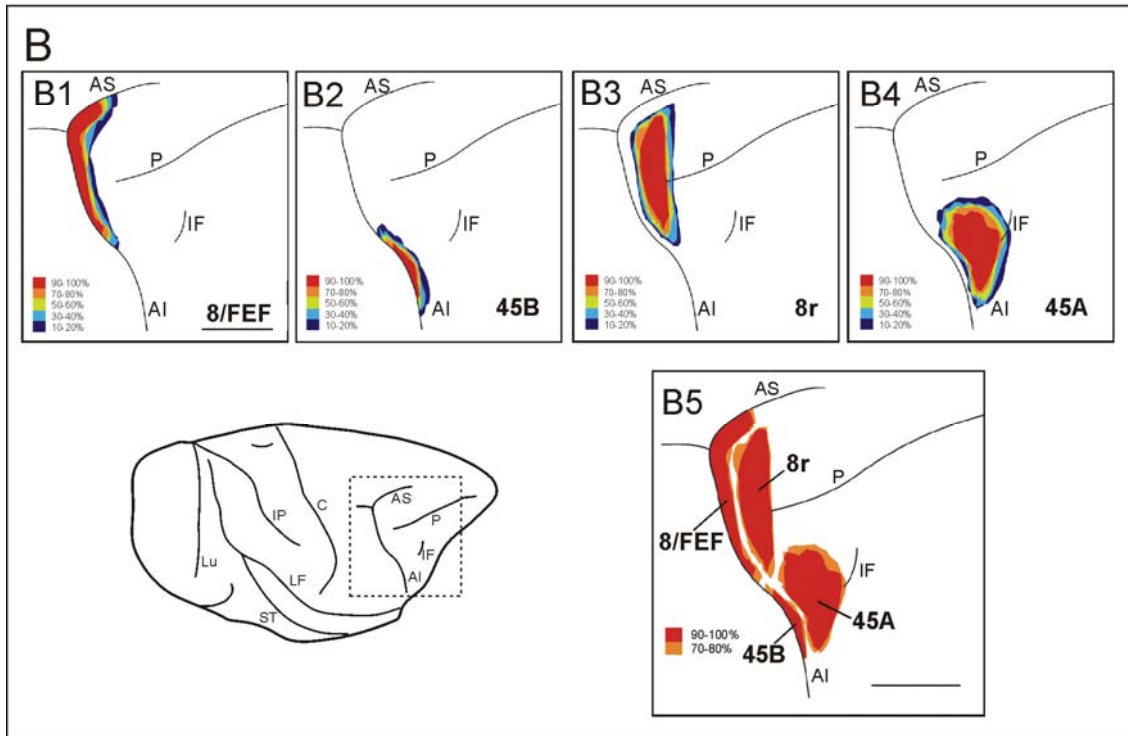 B
B1
AS
P
IF
AI
90-100%
70-80%
50-60%
30-40%
10-20%
8/FEF
B2
AS
P
IF
AI
90-100%
70-80%
50-60%
30-40%
10-20%
45B
B3
AS
P
IF
AI
90-100%
70-80%
50-60%
30-40%
10-20%
8r
B4
AS
P
IF
AI
90-100%
70-80%
50-60%
30-40%
10-20%
45A
Lu
IP
C
LF
ST
AS
P
IF
AI
B5
AS
8r
P
8/FEF
IF
45A
45B
AI
90-100%
70-80%